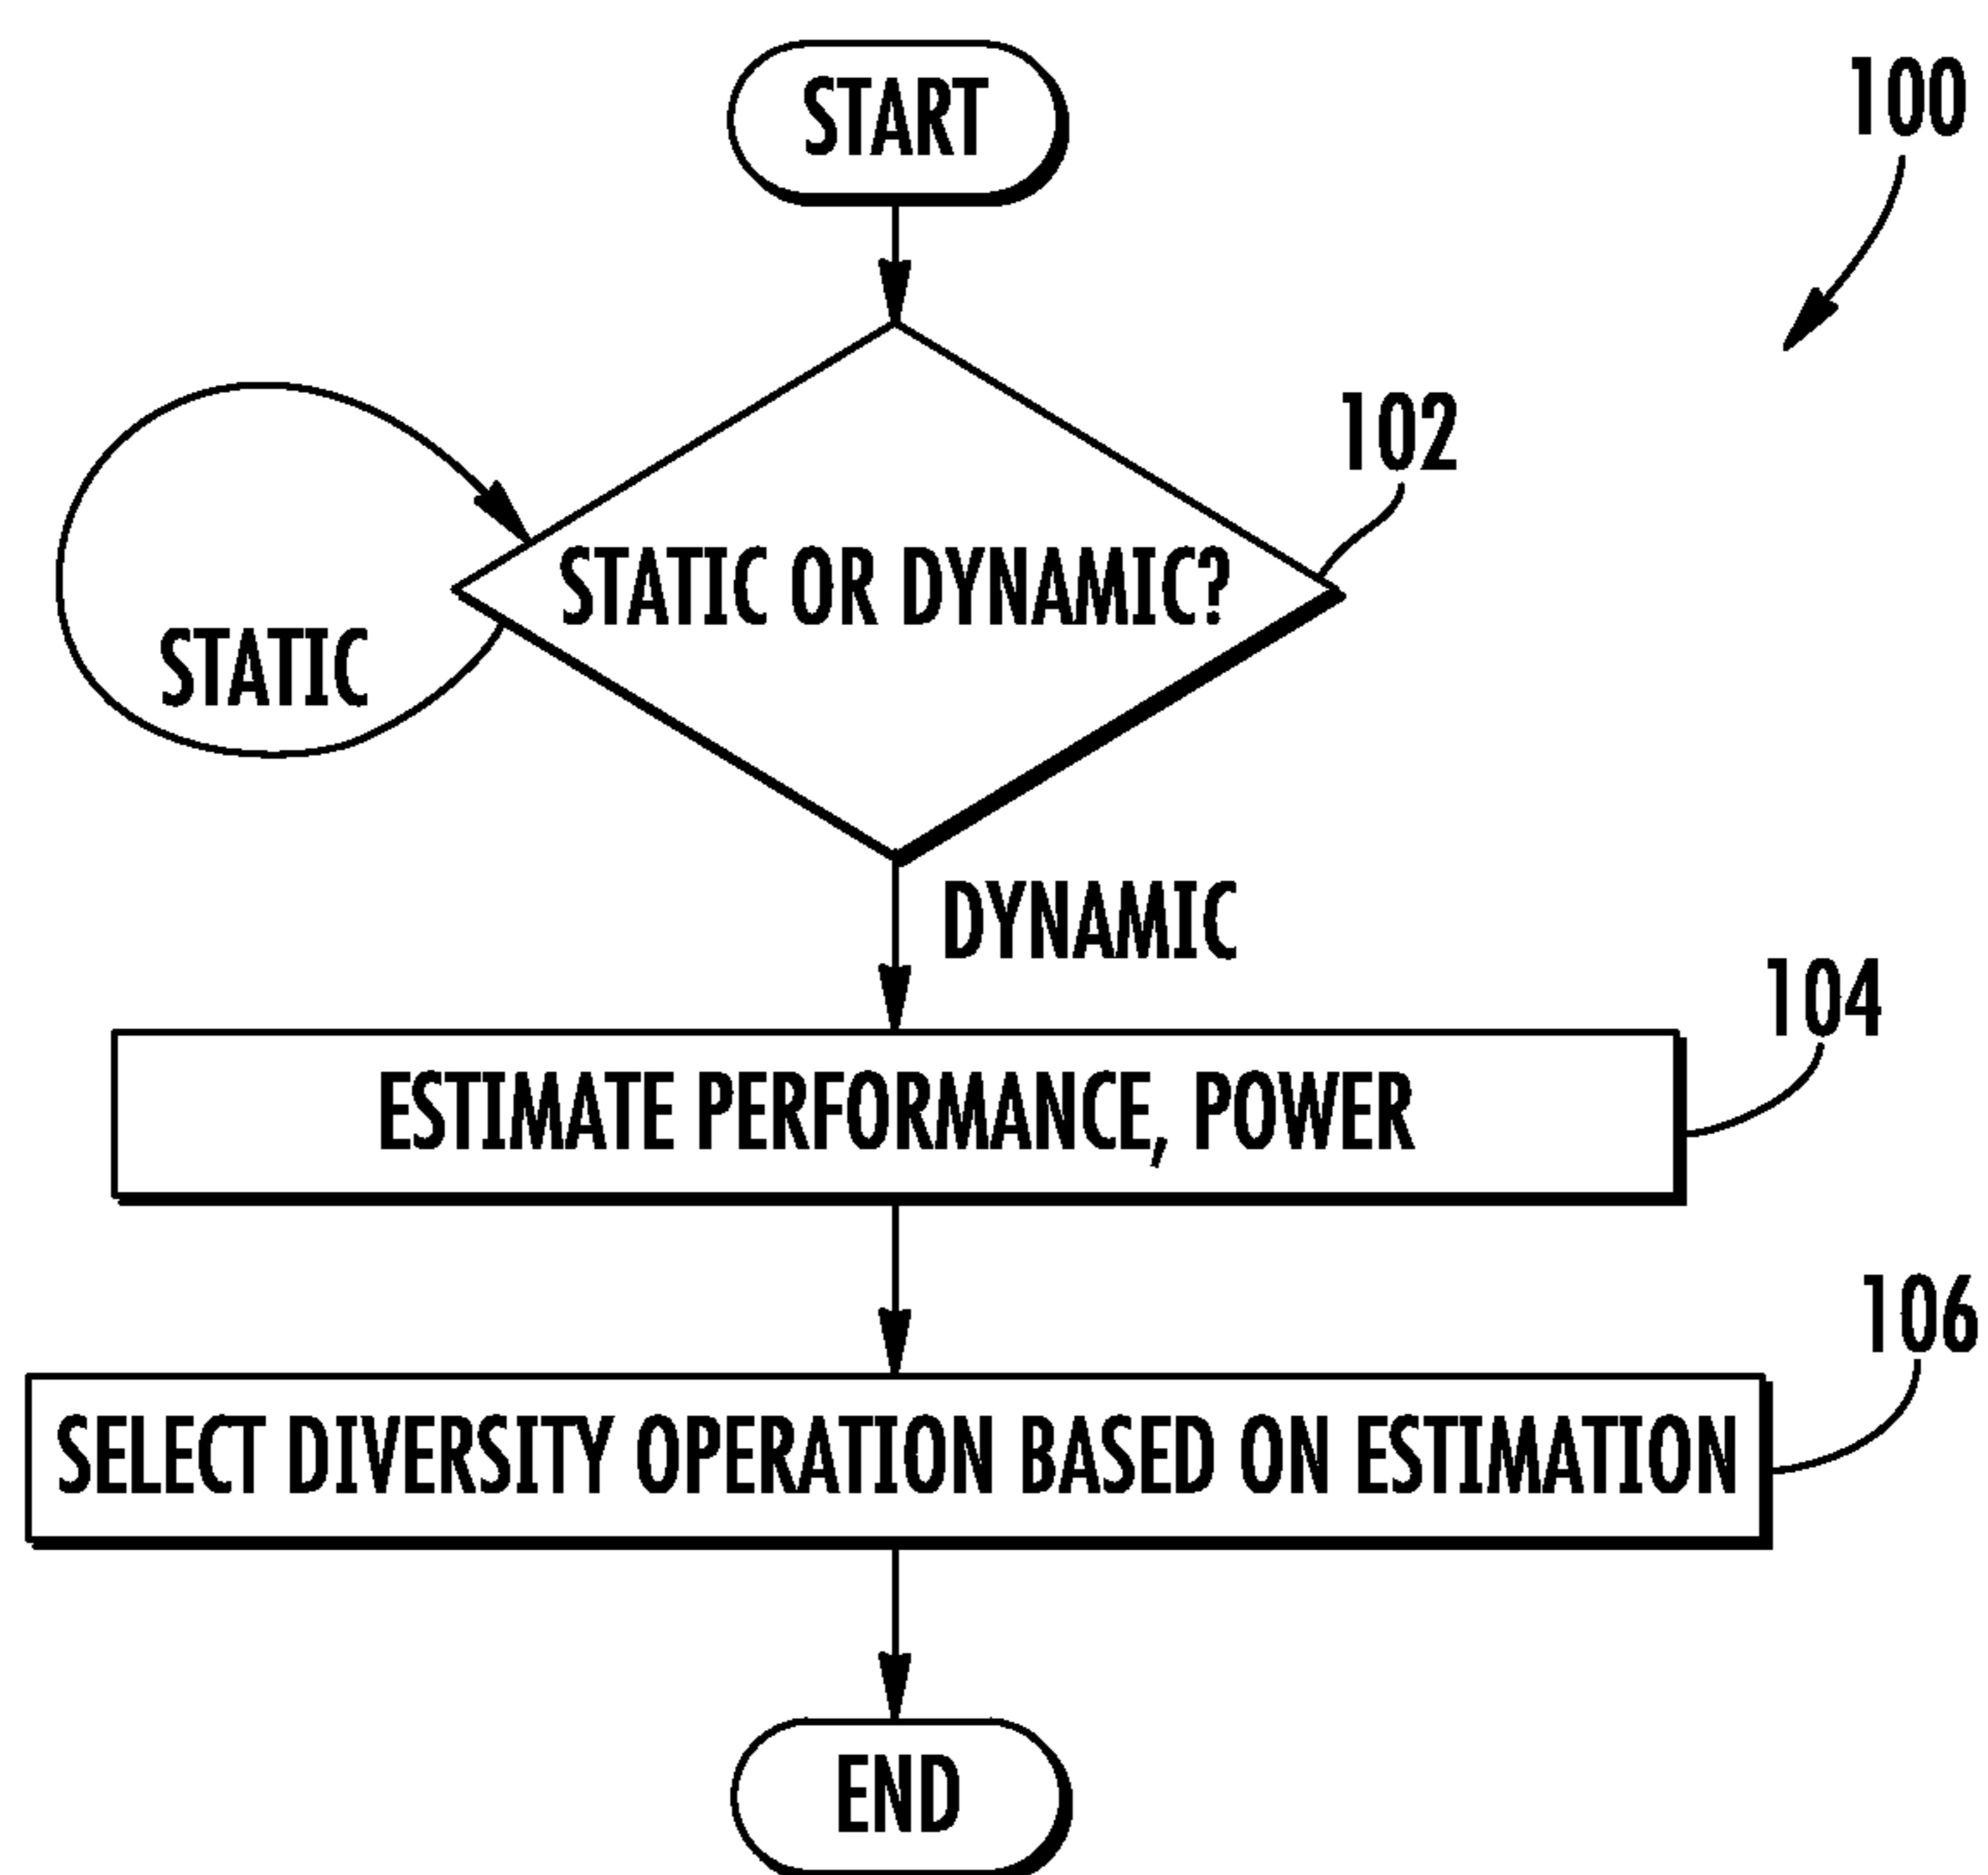 START
100
102
STATIC OR DYNAMIC?
STATIC
DYNAMIC
104
ESTIMATE PERFORMANCE, POWER
106
SELECT DIVERSITY OPERATION BASED ON ESTIMATION
END